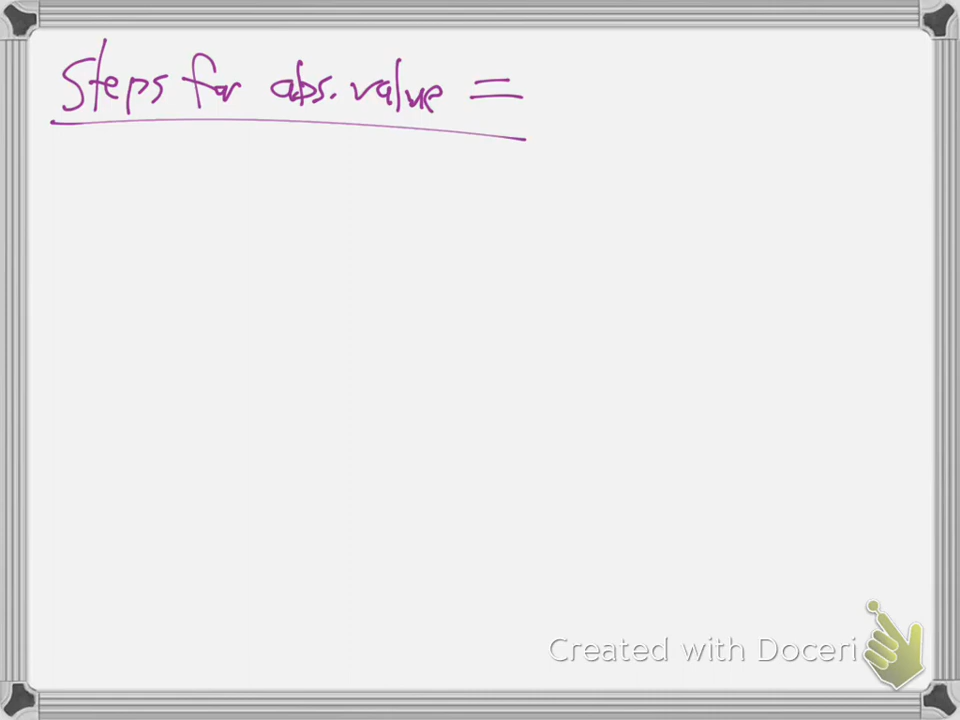 Steps for abs. value =
Created with Doceri